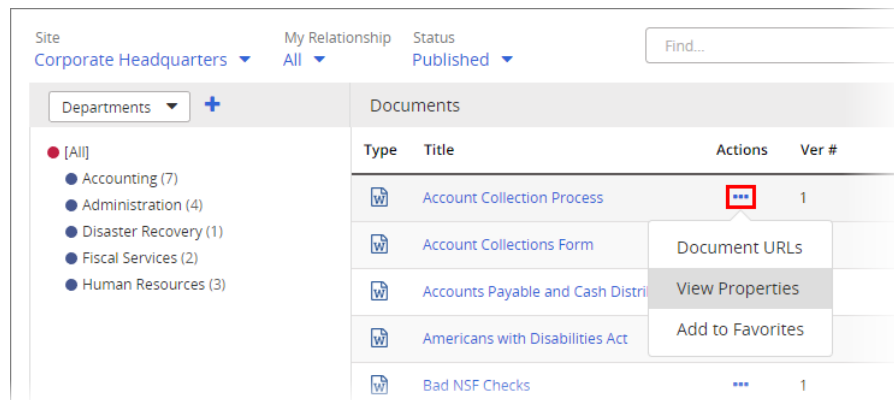 Site My Relationship Status
Corporate Headquarters All Published Find...
Departments Documents
[All] Type Title Actions Ver #
Accounting (7)
Account Collection Process 1
Administration (4)
Disaster Recovery (1)
Account Collections Form Document URLs
Fiscal Services (2)
Human Resources (3)
Accounts Payable and Cash View Properties
Americans with Disabilities Act Add to Favorites
Bad NSF Checks 1